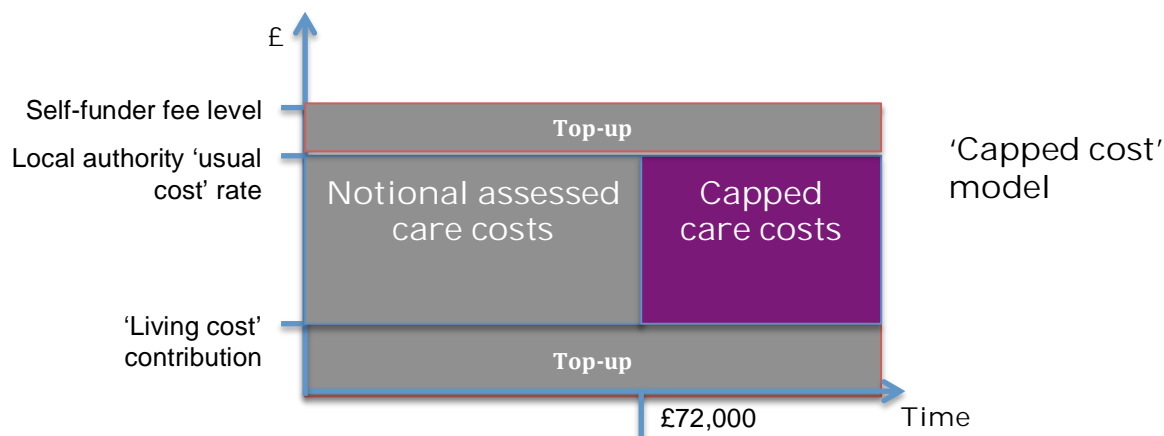 £
Self-funder fee level
Top-up
Local authority ‘usual
cost’ rate
‘Capped cost’
model
Notional assessed
care costs
Capped
care costs
‘Living cost’
contribution
Top-up
£72,000
Time